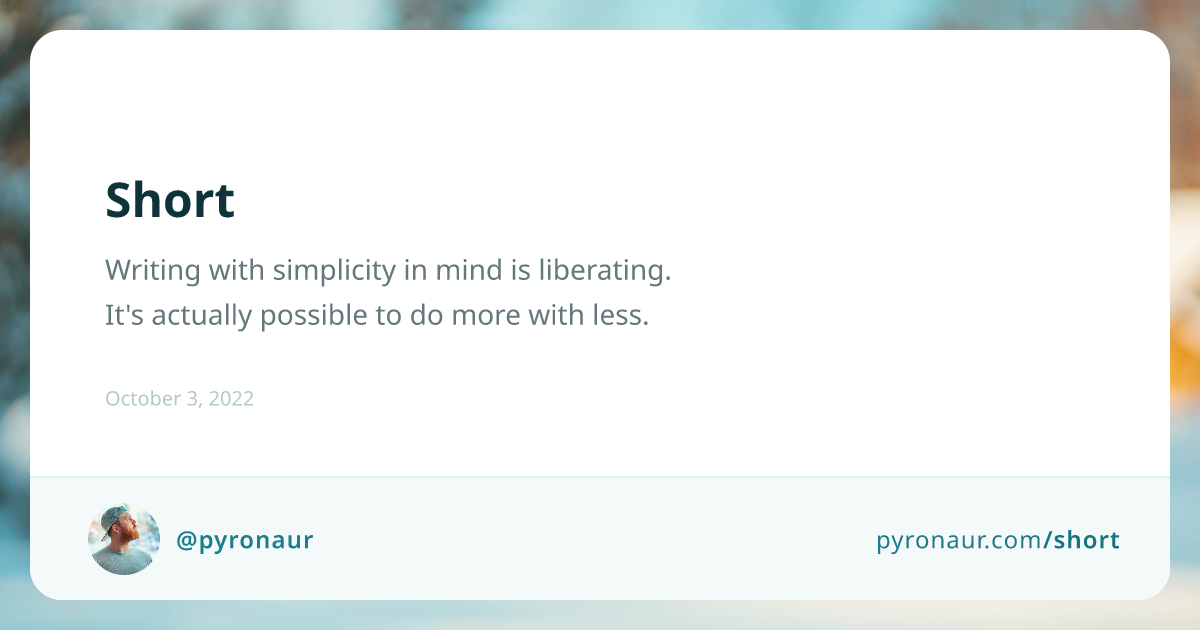 Short
Writing with simplicity in mind is liberating.
It's actually possible to do more with less.
October 3, 2022
@pyronaur
pyronaur.com/short